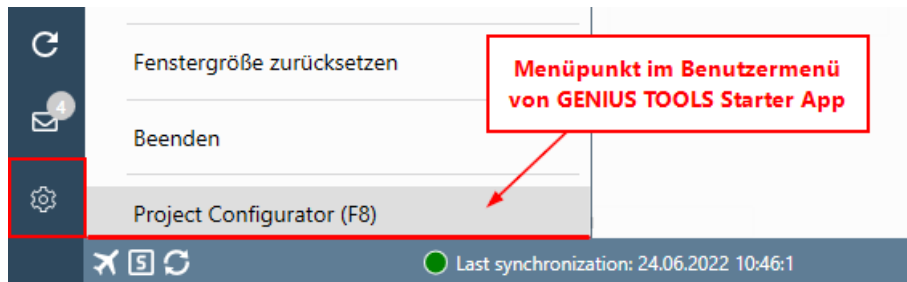 Fenstergröße zurücksetzen
Menüpunkt im Benutzermenü
von GENIUS TOOLS Starter App
4
Beenden
Project Configurator (F8)
S
Last synchronization: 24.06.2022 10:46:1